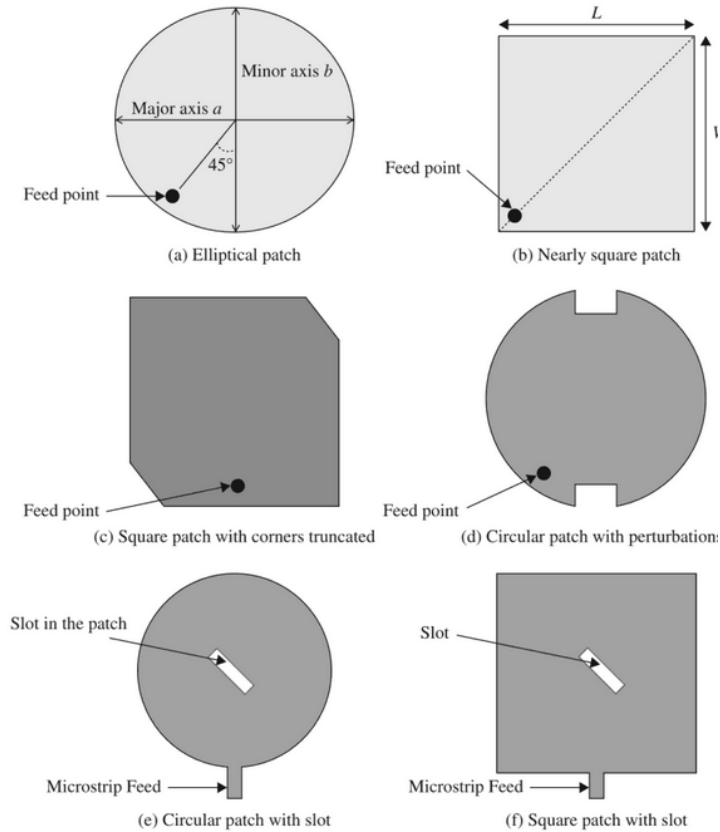 Minor axis b
Major axis a
45°
Feed point
(a) Elliptical patch
L
Feed point
(b) Nearly square patch
Feed point
(c) Square patch with corners truncated
Feed point
(d) Circular patch with perturbations
Slot in the patch
Microstrip Feed
(e) Circular patch with slot
Slot
Microstrip Feed
(f) Square patch with slot